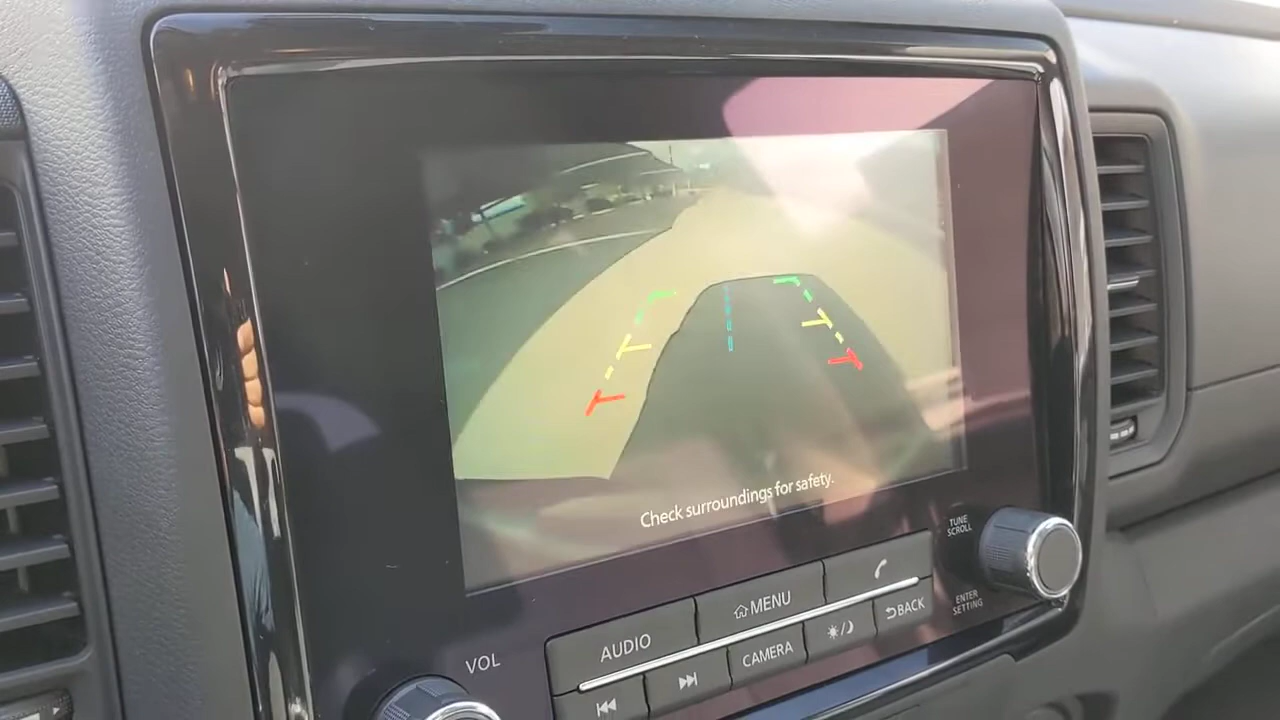 Check surroundings for safety.
TUNE
SCROLL
MENU
AUDIO
BACK
ENTER
SETTING
CAMERA
VOL